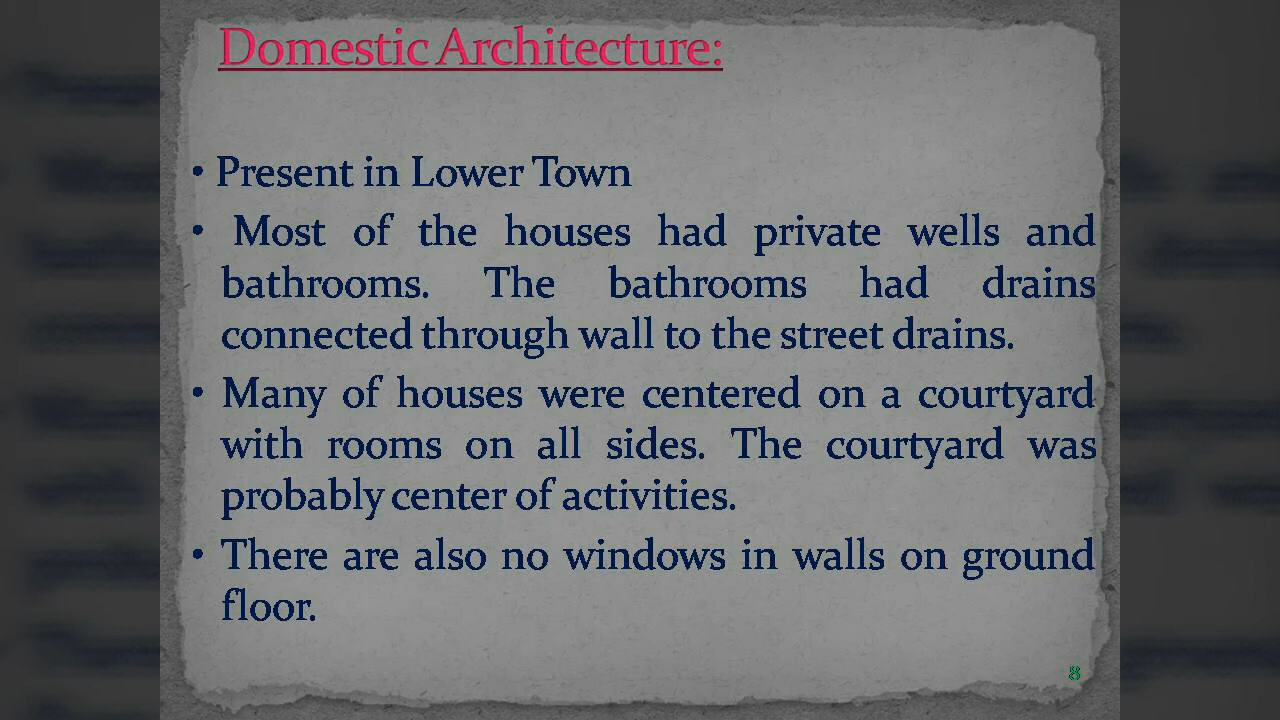 Domestic Architecture:
• Present in Lower Town
• Most of the houses had private wells and
bathrooms. The bathrooms had drains
connected through wall to the street drains.
• Many of houses were centered on a courtyard
with rooms on all sides. The courtyard was
probably center of activities.
• There are also no windows in walls on ground
floor.
8